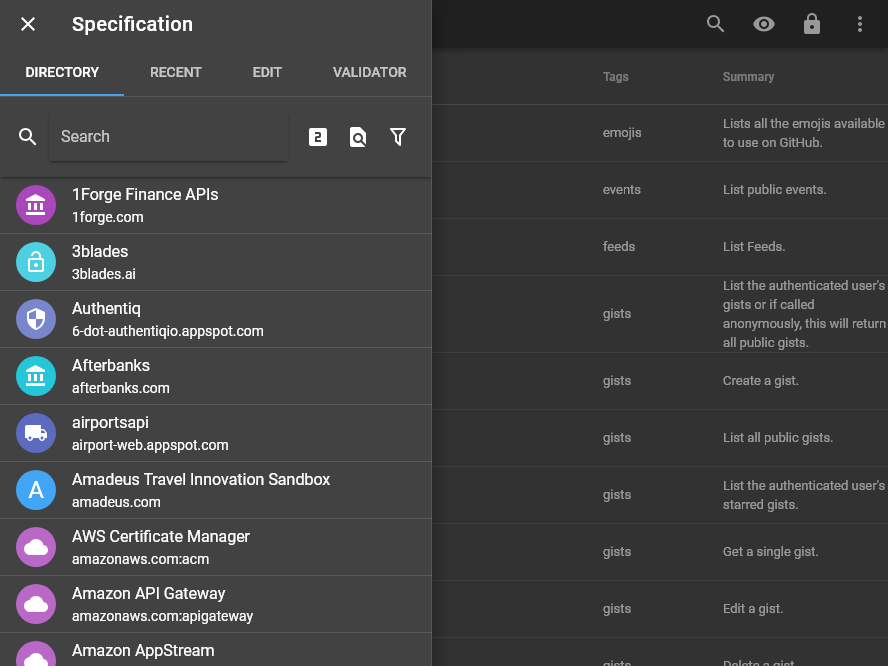 Specification
DIRECTORY
RECENT
EDIT
VALIDATOR
Search
2
1Forge Finance APIs
1forge.com
3blades
3blades.ai
Authentiq
6-dot-authentiqio.appspot.com
Afterbanks
afterbanks.com
airportsapi
airport-web.appspot.com
A
Amadeus Travel Innovation Sandbox
amadeus.com
AWS Certificate Manager
amazonaws.com:acm
Amazon API Gateway
amazonaws.com:apigateway
Amazon AppStream
Tags
Summary
emojis
Lists all the emojis available
to use on GitHub.
events
List public events.
feeds
List Feeds.
gists
List the authenticated user's
gists or if called
anonymously, this will return
all public gists.
gists
Create a gist.
gists
List all public gists.
gists
List the authenticated user's
starred gists.
gists
Get a single gist.
gists
Edit a gist.
gists
Delete a gist.